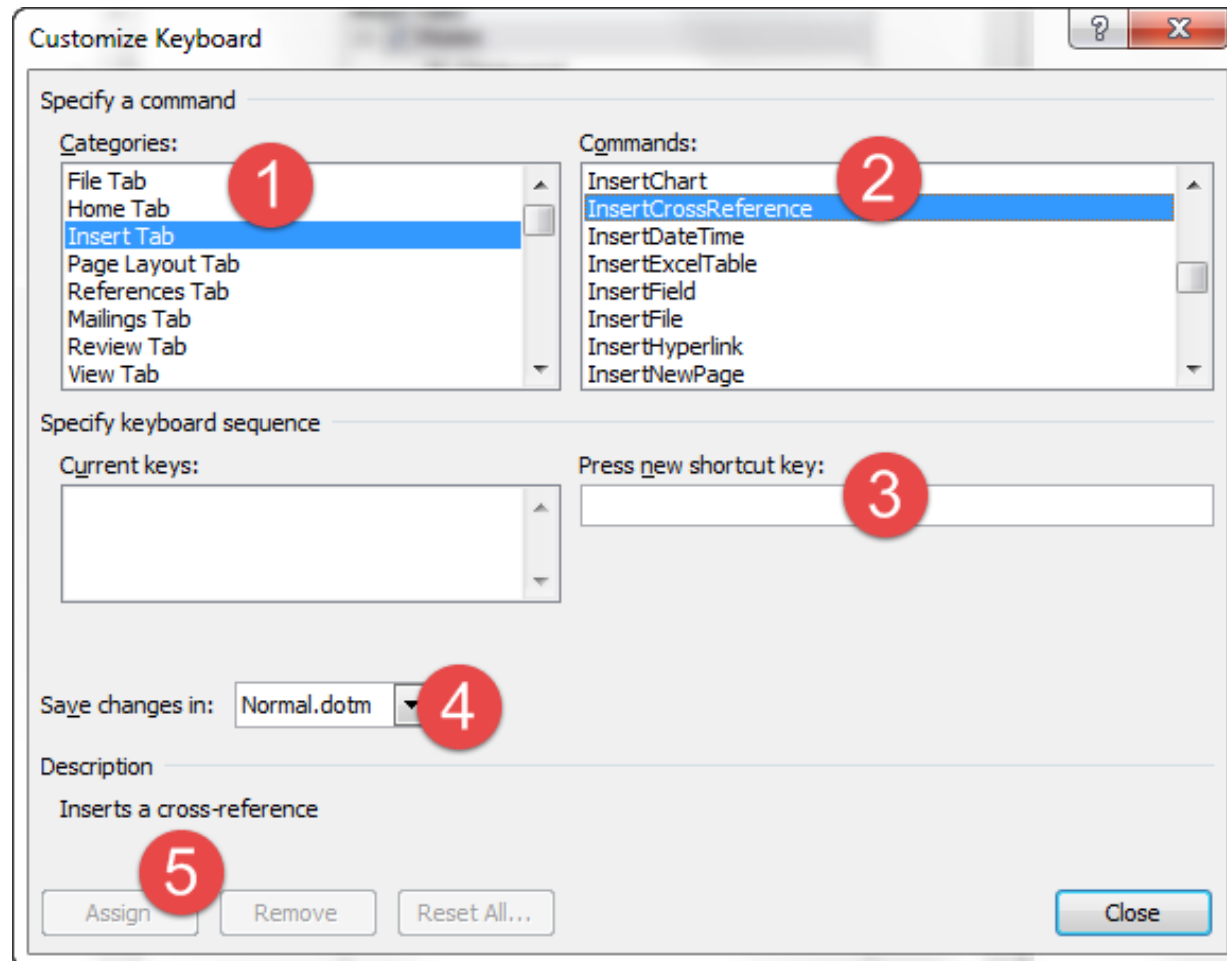 Customize Keyboard
?
Specify a command
Categories:
1
File Tab
Home Tab
Insert Tab
Page Layout Tab
References Tab
Mailings Tab
Review Tab
View Tab
Commands:
2
InsertChart
InsertCrossReference
InsertDateTime
InsertExcelTable
InsertField
InsertFile
InsertHyperlink
InsertNewPage
Specify keyboard sequence
Current keys:
Press new shortcut key:
3
Save changes in: Normal.dotm
4
Description
Inserts a cross-reference
5
Assign Remove Reset All... Close